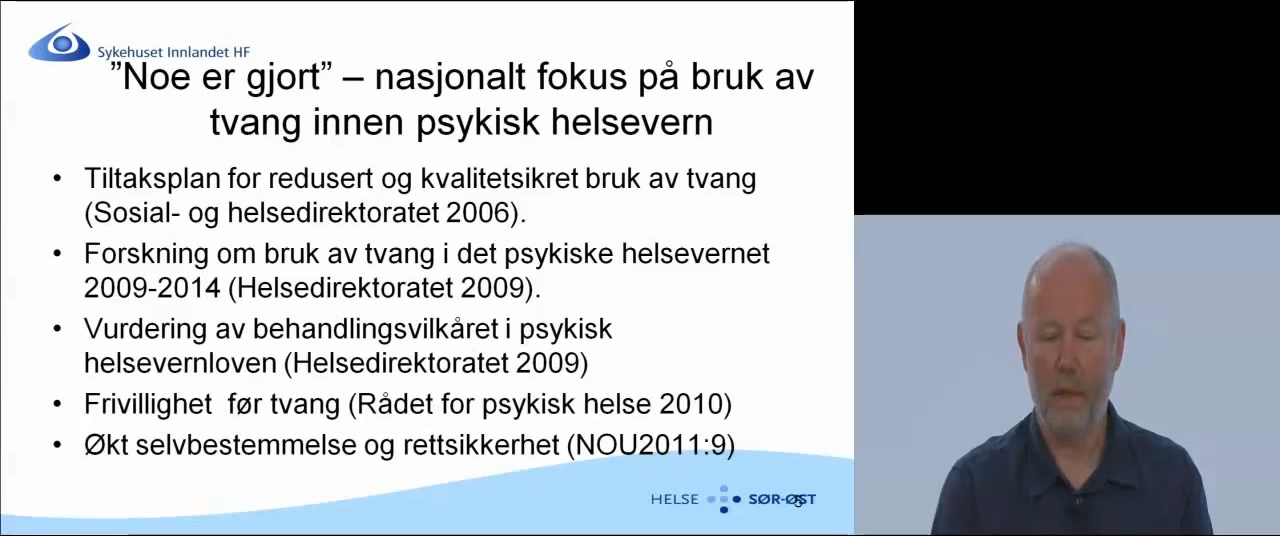 Sykehuset Innlandet HF
”Noe er gjort” – nasjonalt fokus på bruk av
tvang innen psykisk helsevern
• Tiltaksplan for redusert og kvalitetsikret bruk av tvang
(Sosial- og helsedirektoratet 2006).
• Forskning om bruk av tvang i det psykiske helsevernet
2009-2014 (Helsedirektoratet 2009).
• Vurdering av behandlingsvilkåret i psykisk
helsevernloven (Helsedirektoratet 2009)
• Frivillighet før tvang (Rådet for psykisk helse 2010)
• Økt selvbestemmelse og rettsikkerhet (NOU2011:9)
HELSE SØR-ØST
5